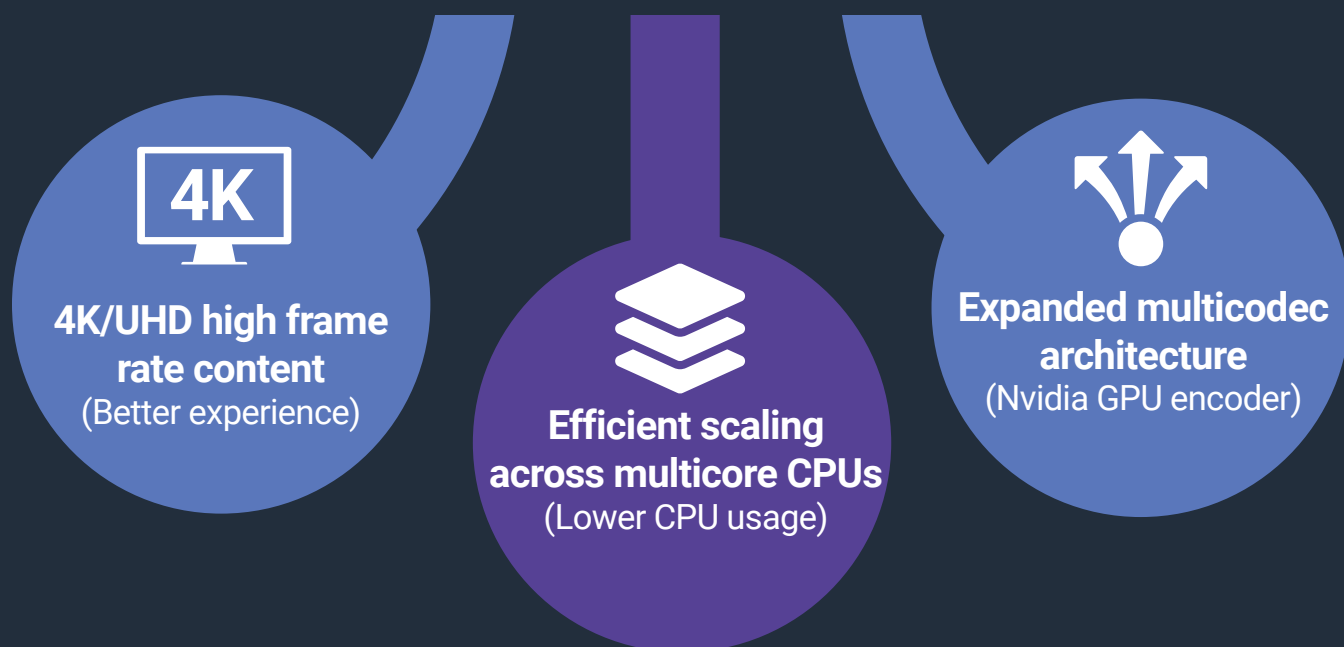 4K
4K/UHD high frame
rate content
(Better experience)
Efficient scaling
across multicore CPUs
(Lower CPU usage)
Expanded multicodec
architecture
(Nvidia GPU encoder)